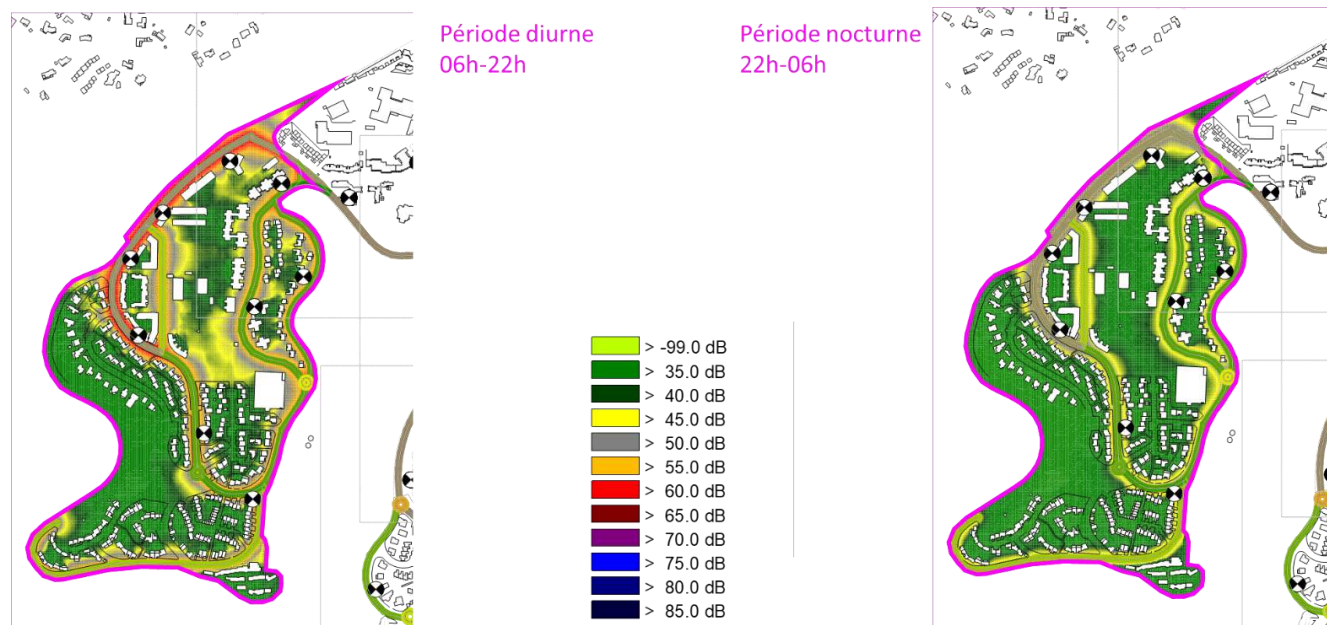 Période diurne
06h-22h
Période nocturne
22h-06h
> -99.0 dB
> 35.0 dB
> 40.0 dB
> 45.0 dB
> 50.0 dB
> 55.0 dB
> 60.0 dB
> 65.0 dB
> 70.0 dB
> 75.0 dB
> 80.0 dB
> 85.0 dB